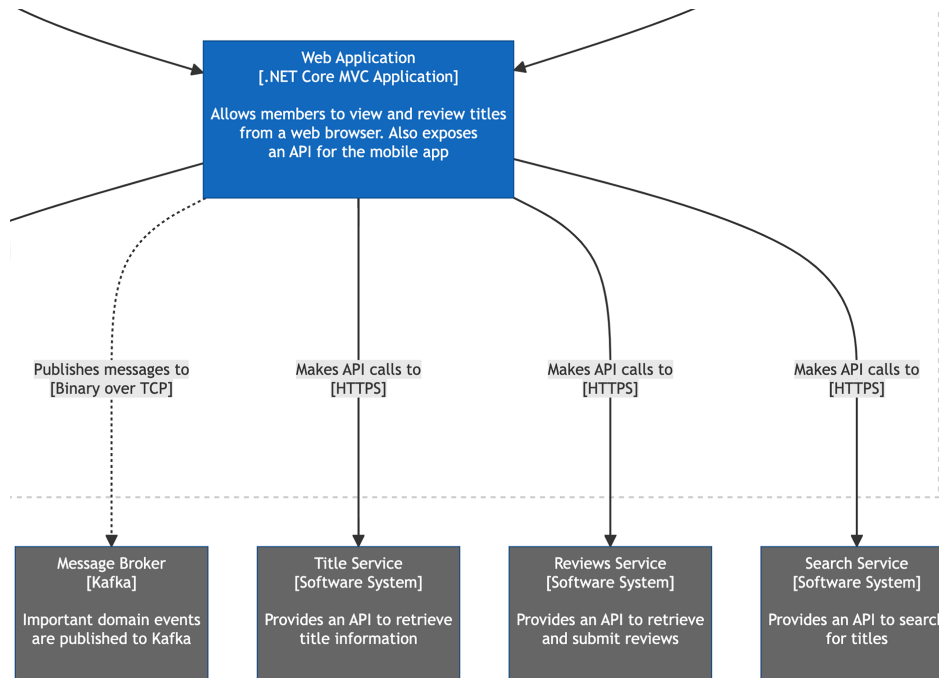 Web Application
[.NET Core MVC Application]
Allows members to view and review titles
from a web browser. Also exposes
an API for the mobile app
Publishes messages to
[Binary over TCP]
Makes API calls to
[HTTPS]
Makes API calls to
[HTTPS]
Makes API calls to
[HTTPS]
Message Broker
[Kafka]
Important domain events
are published to Kafka
Title Service
[Software System]
Provides an API to retrieve
title information
Reviews Service
[Software System]
Provides an API to retrieve
and submit reviews
Search Service
[Software System]
Provides an API to search
for titles